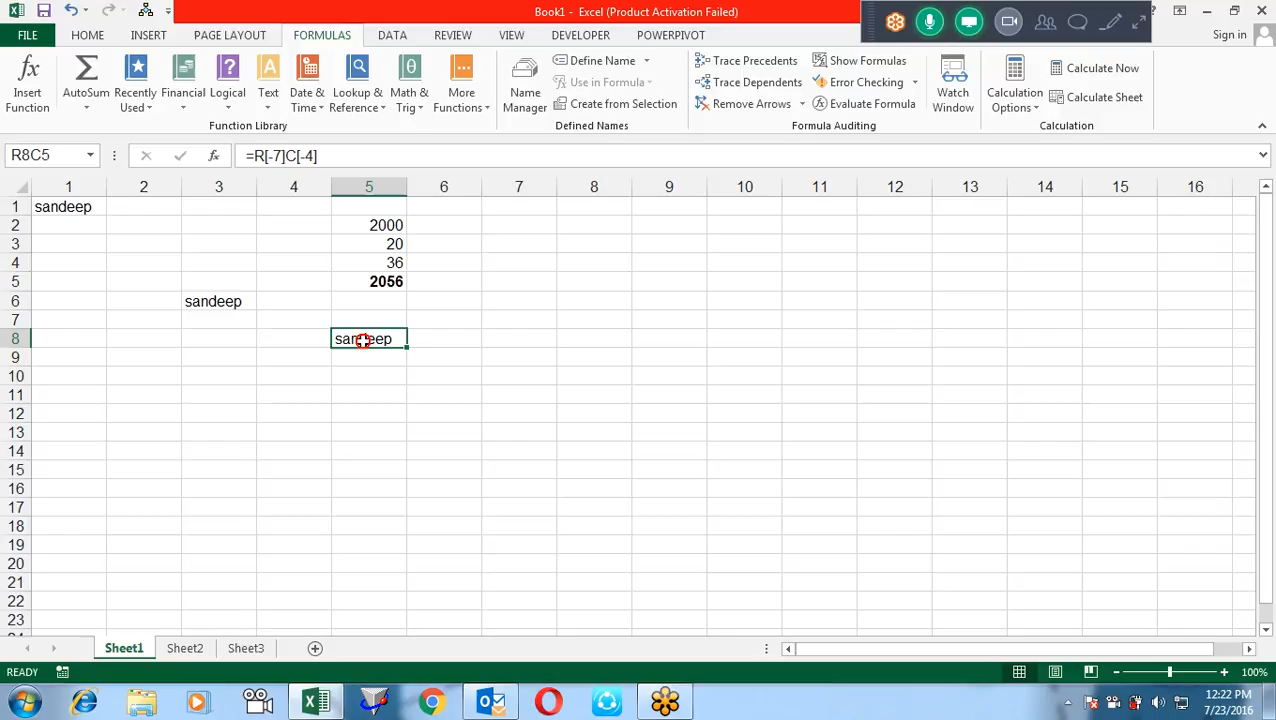 Book1 - Excel (Product Activation Failed)
FILE HOME INSERT PAGE LAYOUT FORMULAS DATA REVIEW VIEW DEVELOPER POWERPIVOT Sign in
Insert Function
AutoSum
Recently Used
Financial
Logical
Text
Date & Time
Lookup & Reference
Math & Trig
More Functions
Function Library
Name Manager
Define Name
Use in Formula
Create from Selection
Defined Names
Trace Precedents
Trace Dependents
Remove Arrows
Show Formulas
Error Checking
Evaluate Formula
Formula Auditing
Watch Window
Calculation Options
Calculate Now
Calculate Sheet
Calculation
R8C5 fx =R[-7]C[-4]
1 2 3 4 5 6 7 8 9 10 11 12 13 14 15 16
1 sandeep
2 2000
3 20
4 36
5 2056
6 sandeep
7
8 sandeep
9
10
11
12
13
14
15
16
17
18
19
20
21
22
23
Sheet1 Sheet2 Sheet3
READY 100%
12:22 PM
7/23/2016